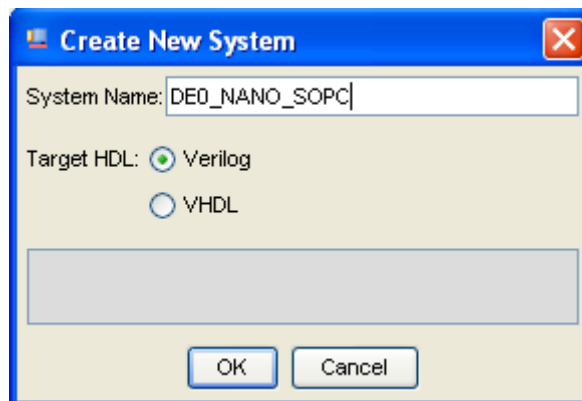 Create New System
System Name: DE0_NANO_SOPC
Target HDL: Verilog
VHDL
OK Cancel